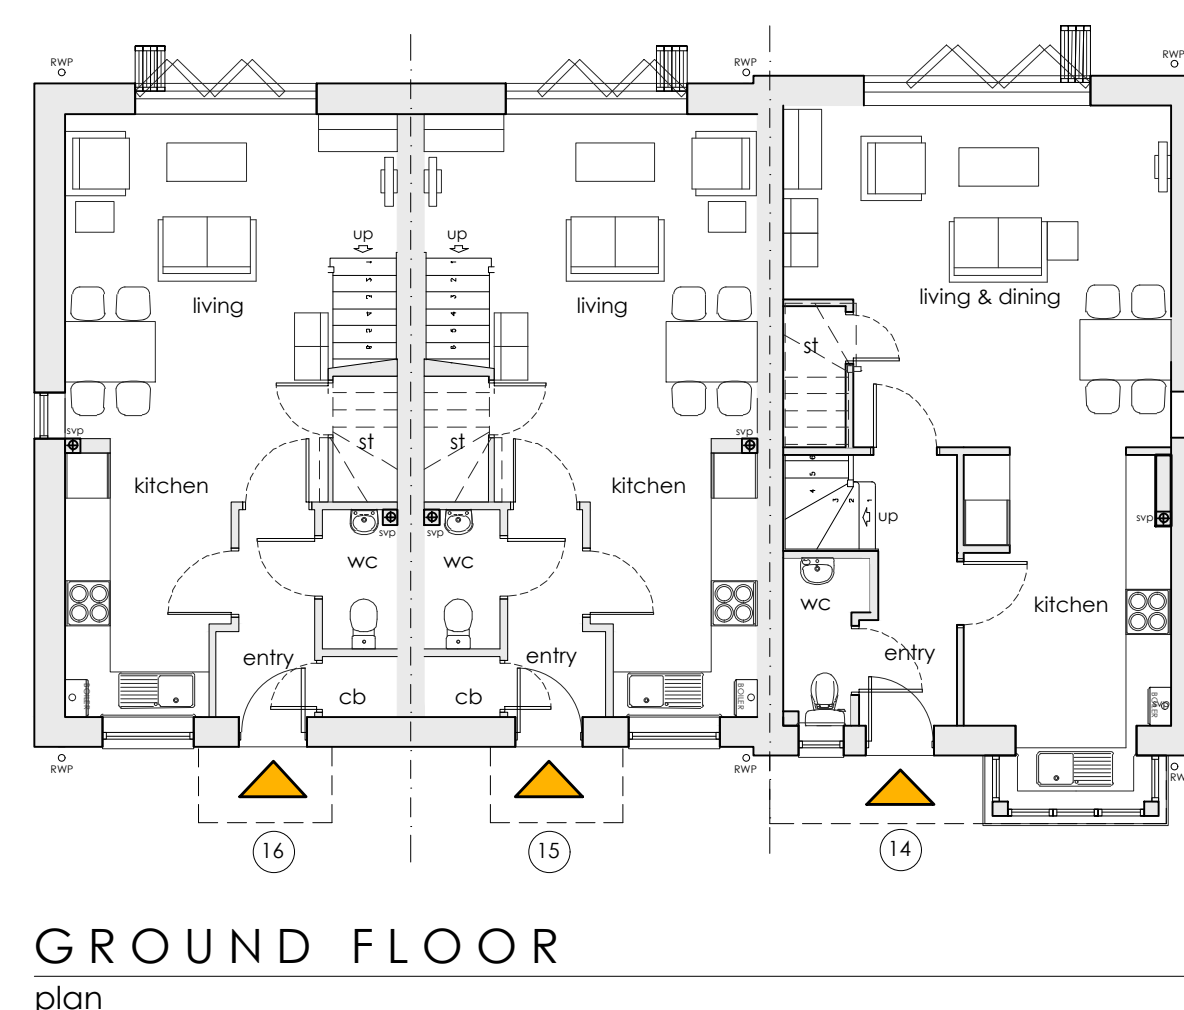 RWP
RWP
RWP
up
up
living
living
living & dining
st
svp
svp
st
st
kitchen
kitchen
svp
svp
up
svp
wc
wc
wc
kitchen
entry
entry
entry
cb
cb
BOILER
BOILER
BOILER
RWP
RWP
RW
16
15
14
GROUND FLOOR
plan